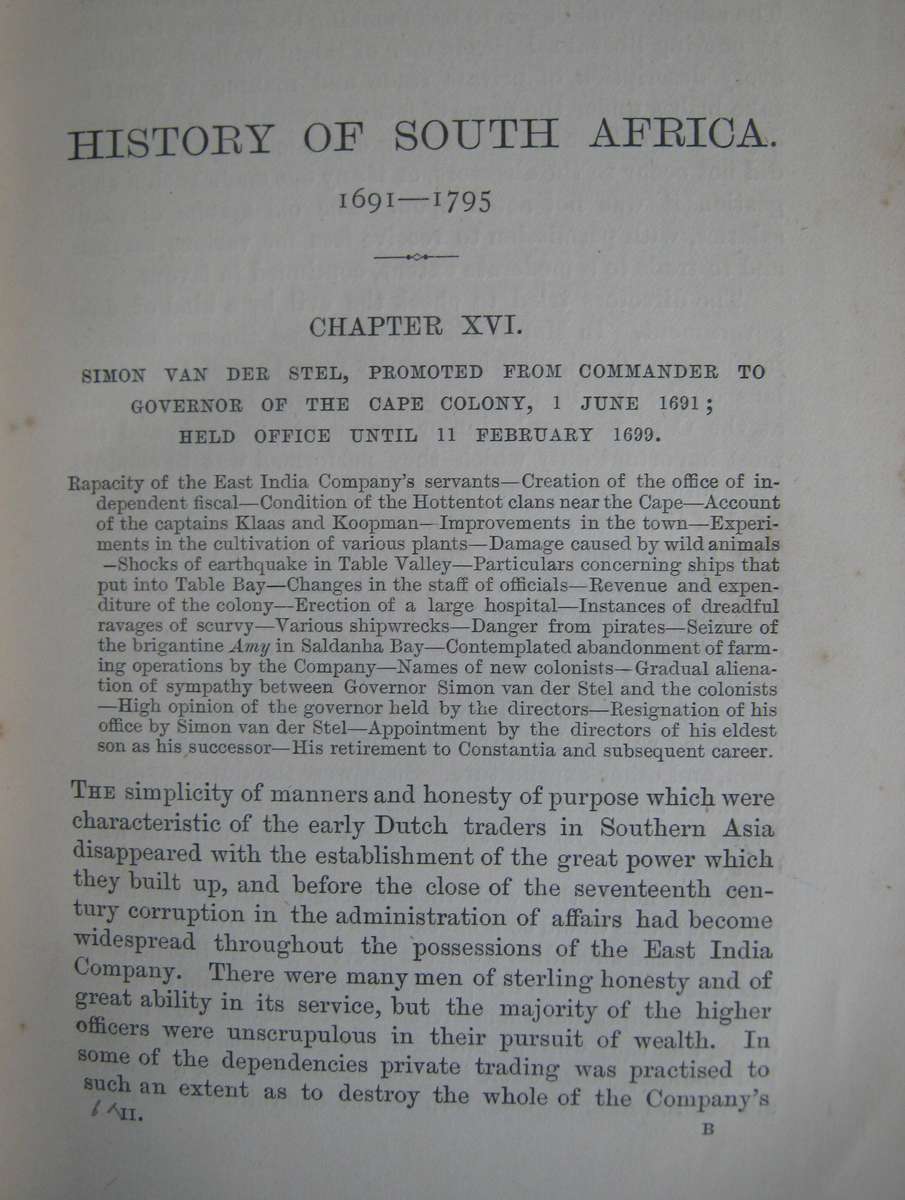 HISTORY OF SOUTH AFRICA.
1691—1795
CHAPTER XVI.
SIMON VAN DER STEL, PROMOTED FROM COMMANDER TO
GOVERNOR OF THE CAPE COLONY, 1 JUNE 1691;
HELD OFFICE UNTIL 11 FEBRUARY 1699.
Rapacity of the East India Company's servants—Creation of the office of in-
dependent fiscal—Condition of the Hottentot clans near the Cape—Account
of the captains Klaas and Koopman—Improvements in the town—Experi-
ments in the cultivation of various plants—Damage caused by wild animals
—Shocks of earthquake in Table Valley—Particulars concerning ships that
put into Table Bay—Changes in the staff of officials—Revenue and expen-
diture of the colony—Erection of a large hospital—Instances of dreadful
ravages of scurvy—Various shipwrecks—Danger from pirates—Seizure of
the brigantine Amy in Saldanha Bay—Contemplated abandonment of farm-
ing operations by the Company—Names of new colonists—Gradual aliena-
tion of sympathy between Governor Simon van der Stel and the colonists
—High opinion of the governor held by the directors—Resignation of his
office by Simon van der Stel—Appointment by the directors of his eldest
son as his successor—His retirement to Constantia and subsequent career.
THE simplicity of manners and honesty of purpose which were
characteristic of the early Dutch traders in Southern Asia
disappeared with the establishment of the great power which
they built up, and before the close of the seventeenth cen-
tury corruption in the administration of affairs had become
widespread throughout the possessions of the East India
Company. There were many men of sterling honesty and of
great ability in its service, but the majority of the higher
officers were unscrupulous in their pursuit of wealth. In
some of the dependencies private trading was practised to
such an extent as to destroy the whole of the Company's
II.
B